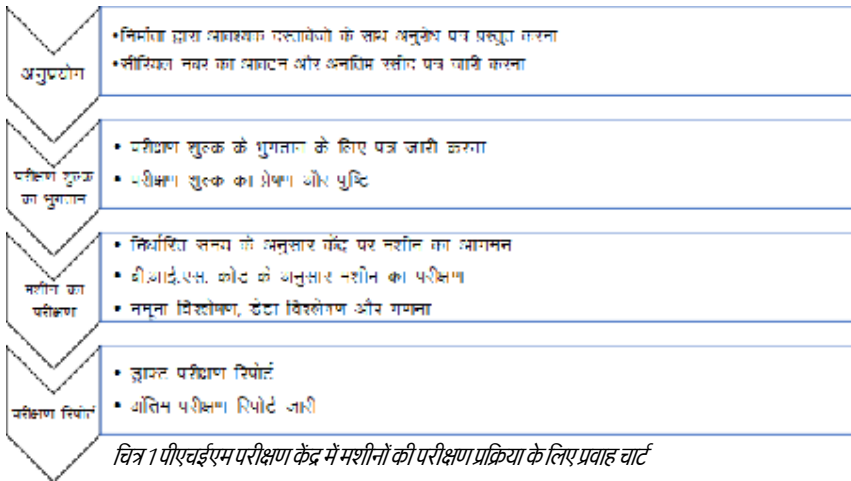 अनुप्रयोग
•निर्माता द्वारा आवश्यक दस्तावेजों के साथ अनुरोध पत्र प्रस्तुत करना
•सीरियल नंबर का आवंटन और अनंतिम रसीद पत्र जारी करना
परीक्षण शुल्क
का भुगतान
• परीक्षण शुल्क के भुगतान के लिए पत्र जारी करना
• परीक्षण शुल्क का प्रेषण और पुष्टि
मशीन का
परीक्षण
• निर्धारित समय के अनुसार केंद्र पर मशीन का आगमन
• बी.आई.एस. कोड के अनुसार मशीन का परीक्षण
• नमूना विश्लेषण, डेटा विश्लेषण और गणना
परीक्षण रिपोर्ट
• ड्राफ्ट परीक्षण रिपोर्ट
• अंतिम परीक्षण रिपोर्ट जारी
चित्र 1 पीएचईएम परीक्षण केंद्र में मशीनों की परीक्षण प्रक्रिया के लिए प्रवाह चार्ट